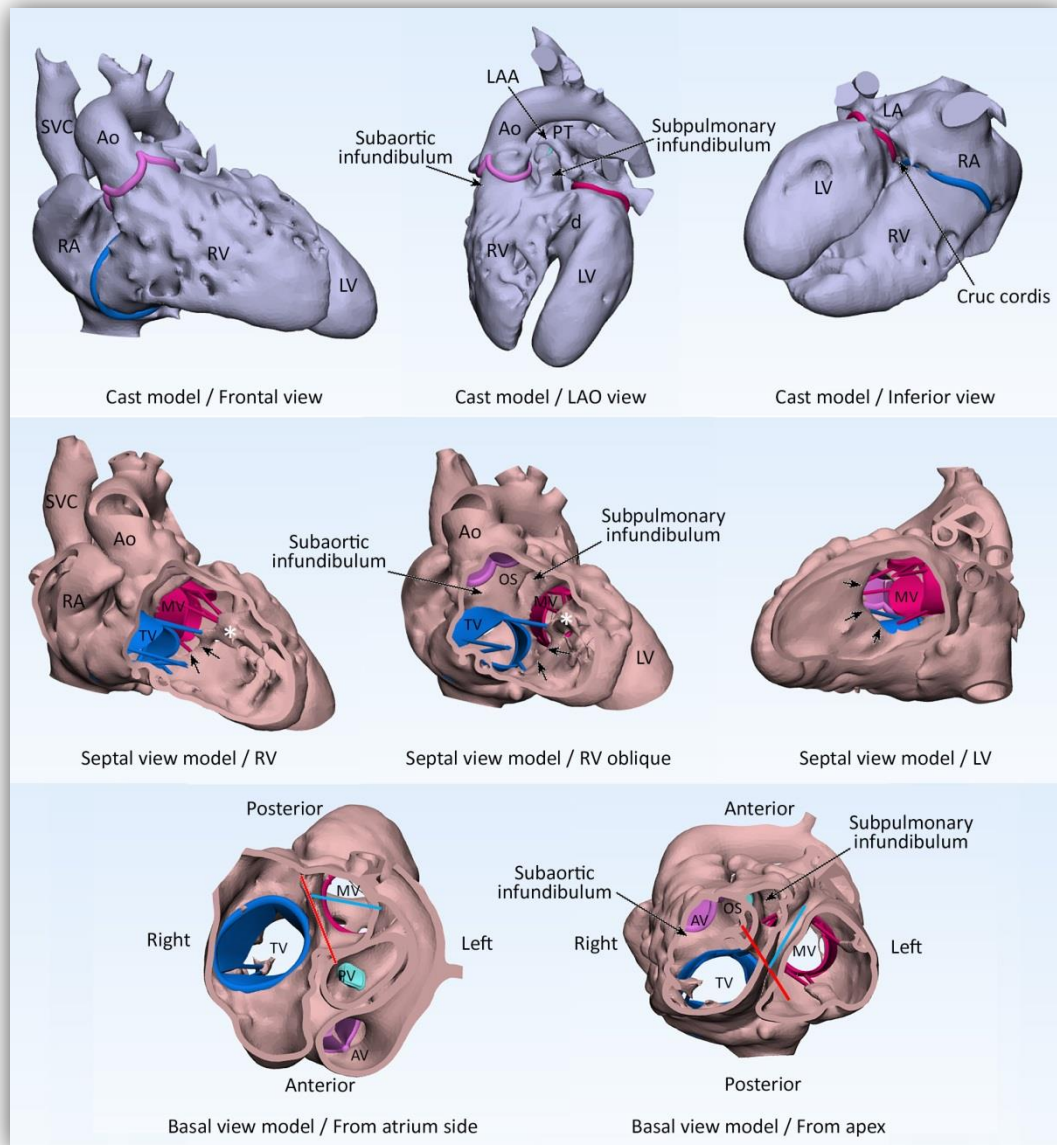 LAA
SVC
Ao
Ao
PT
LA
Subaortic
infundibulum
Subpulmonary
infundibulum
RA
LV
RA
RV
d
RV
RV
LV
LV
Cruc cordis
Cast model / Frontal view
Cast model / LAO view
Cast model / Inferior view
SVC
Ao
Ao
Subaortic
infundibulum
Subpulmonary
infundibulum
OS
RA
MV
MV
MV
TV
*
TV
*
LV
Septal view model / RV
Septal view model / RV oblique
Septal view model / LV
Posterior
Anterior
Subpulmonary
infundibulum
Subaortic
infundibulum
MV
AV
OS
Right
TV
Left
Right
MV
Left
PV
TV
AV
Anterior
Posterior
Basal view model / From atrium side
Basal view model / From apex